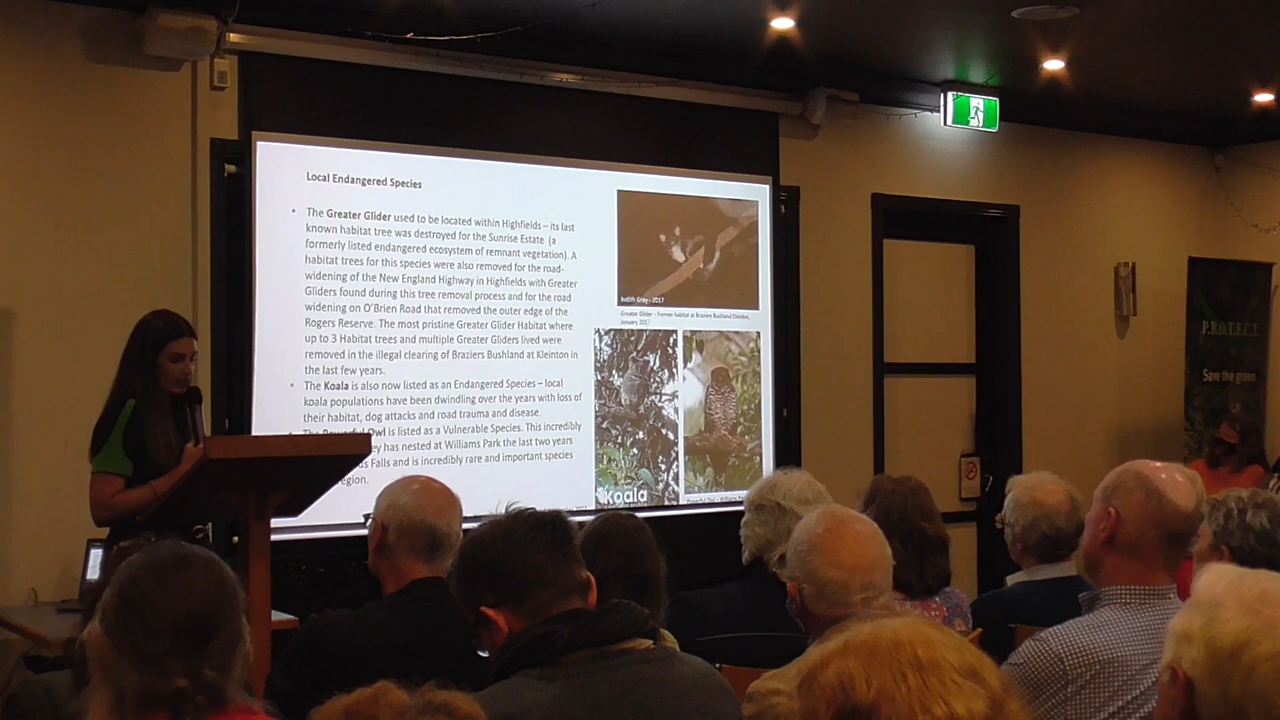 Local Endangered Species
• The Greater Glider used to be located within Highfields – its last
known habitat tree was destroyed for the Sunrise Estate (a
formerly listed endangered ecosystem of remnant vegetation). A
habitat trees for this species were also removed for the road-
widening of the New England Highway in Highfields with Greater
Gliders found during this tree removal process and for the road
widening on O'Brien Road that removed the outer edge of the
Rogers Reserve. The most pristine Greater Glider Habitat where
up to 3 Habitat trees and multiple Greater Gliders lived were
removed in the illegal clearing of Braziers Bushland at Kleinton in
the last few years.
• The Koala is also now listed as an Endangered Species – local
koala populations have been dwindling over the years with loss of
their habitat, dog attacks and road trauma and disease.
The Powerful Owl is listed as a Vulnerable Species. This incredibly
has nested at Williams Park the last two years
Falls and is incredibly rare and important species
region.
Judith Gray - 2017
Greater Glider – Former habitat at Braziers Bushland Kleinton,
January 2017
Koala
Powerful Owl – Williams
P.R.O.T.E.C.T.
Save the green